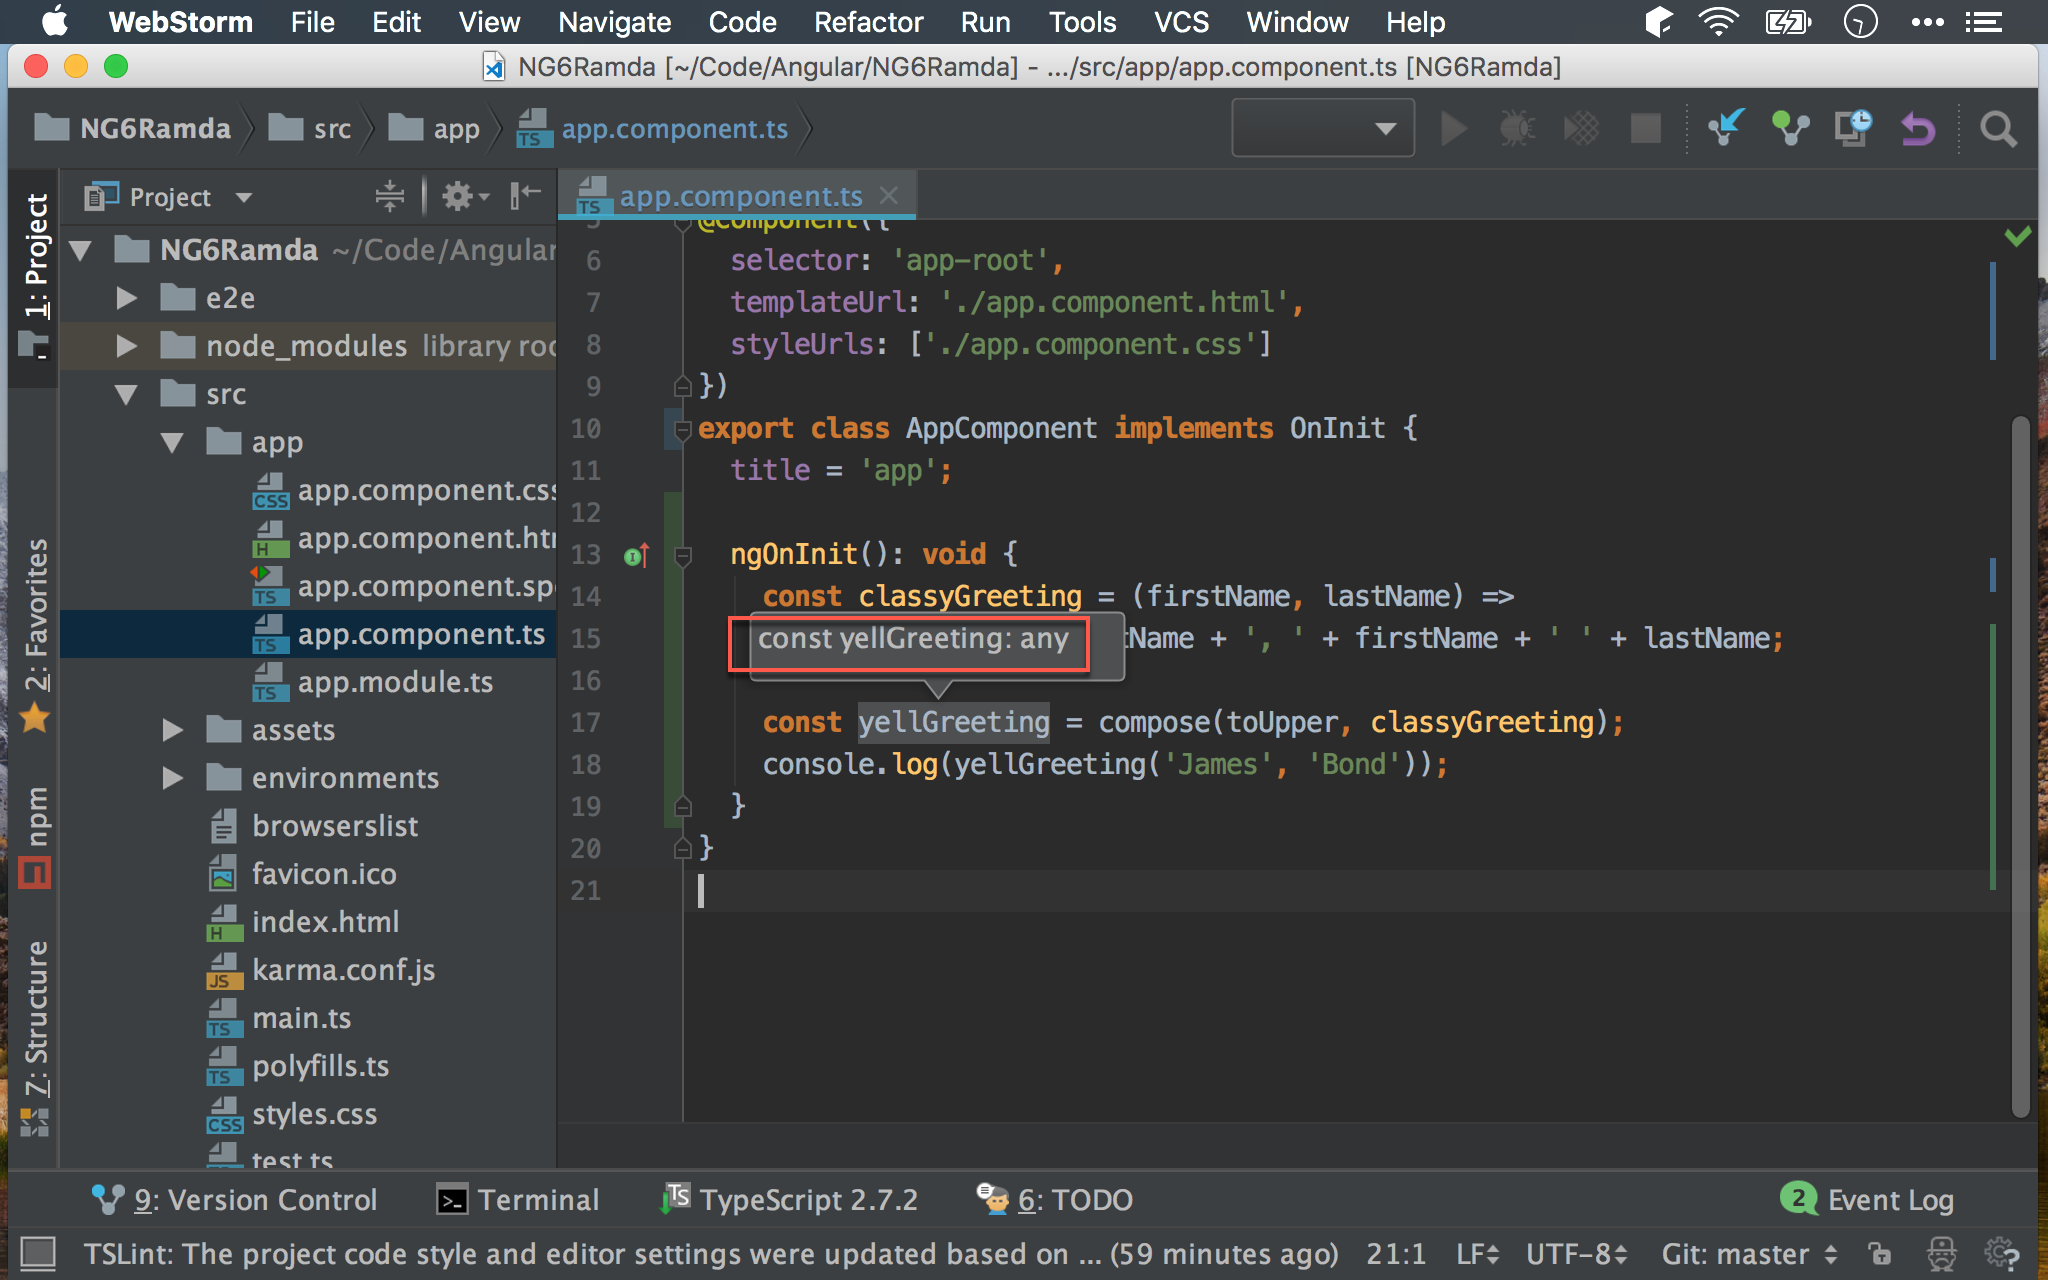 WebStorm File Edit View Navigate Code Refactor Run Tools VCS Window Help
NG6Ramda [~/Code/Angular/NG6Ramda] - .../src/app/app.component.ts [NG6Ramda]
NG6Ramda src app app.component.ts
1: Project
2: Favorites
npm
7: Structure
Project
NG6Ramda ~/Code/Angular
e2e
node_modules library roo
src
app
app.component.css
app.component.htm
app.component.spe
app.component.ts
app.module.ts
assets
environments
browserslist
favicon.ico
index.html
karma.conf.js
main.ts
polyfills.ts
styles.css
test.ts
app.component.ts
5 @Component({
6 selector: 'app-root',
7 templateUrl: './app.component.html',
8 styleUrls: ['./app.component.css']
9 })
10 export class AppComponent implements OnInit {
11 title = 'app';
12
13 ngOnInit(): void {
14 const classyGreeting = (firstName, lastName) =>
15 tName + ', ' + firstName + ' ' + lastName;
const yellGreeting: any
16
17 const yellGreeting = compose(toUpper, classyGreeting);
18 console.log(yellGreeting('James', 'Bond'));
19 }
20 }
21
9: Version Control Terminal TypeScript 2.7.2 6: TODO 2 Event Log
TSLint: The project code style and editor settings were updated based on ... (59 minutes ago) 21:1 LF UTF-8 Git: master